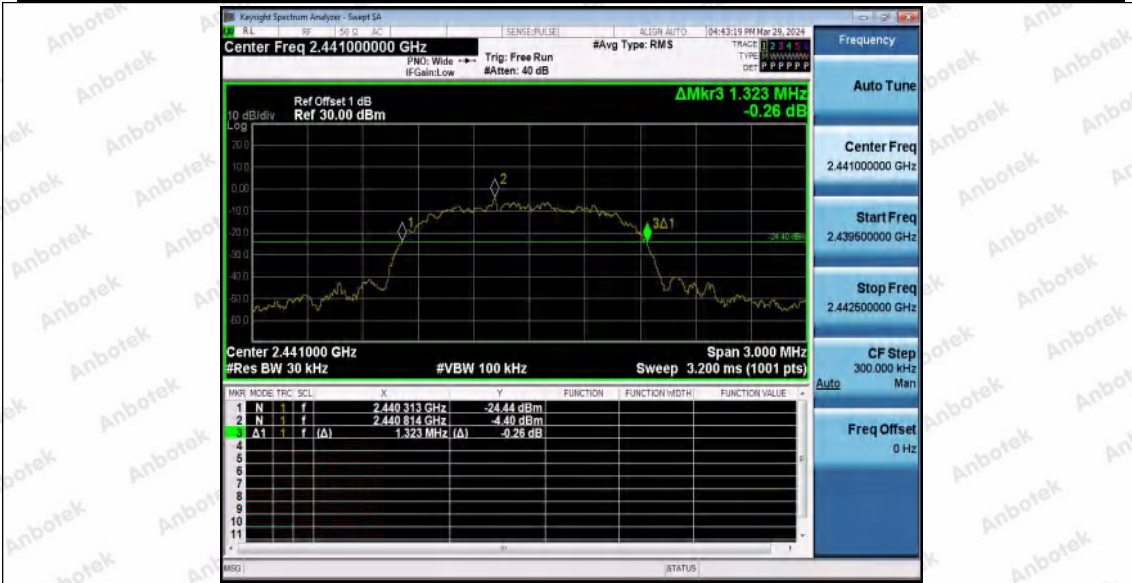 Keysight Spectrum Analyzer - Swept SA
RL RF 50 Ω AC SENSE:PULSE ALIGN AUTO 04:43:19 PM Mar 29, 2024
Center Freq 2.441000000 GHz
#Avg Type: RMS
TRACE 1 2 3 4 5 6
TYPE
DET P P P P P P
PNO: Wide
IFGain:Low
Trig: Free Run
#Atten: 40 dB
ΔMkr3 1.323 MHz
-0.26 dB
Ref Offset 1 dB
10 dB/div Ref 30.00 dBm
Log
20.0
10.0
0.00
-10.0
-20.0
-30.0
-40.0
-50.0
-60.0
1
2
3Δ1
-24.40 dBm
Center 2.441000 GHz Span 3.000 MHz
#Res BW 30 kHz #VBW 100 kHz Sweep 3.200 ms (1001 pts)
MKR MODE TRC SCL X Y FUNCTION FUNCTION WIDTH FUNCTION VALUE
1 N 1 f 2.440 313 GHz -24.44 dBm
2 N 1 f 2.440 814 GHz -4.40 dBm
3 Δ1 1 f (Δ) 1.323 MHz (Δ) -0.26 dB
4
5
6
7
8
9
10
11
MSG STATUS
Frequency
Auto Tune
Center Freq
2.441000000 GHz
Start Freq
2.439500000 GHz
Stop Freq
2.442500000 GHz
CF Step
300.000 kHz
Auto Man
Freq Offset
0 Hz
Anbotek